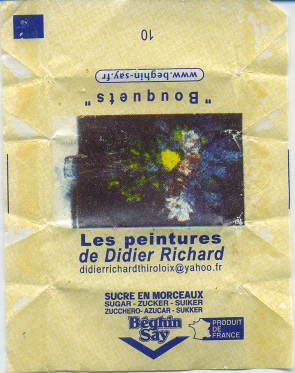 10
www.beghin-say.fr
"Bouquets"
Les peintures
de Didier Richard
didierrichardthiroloix@yahoo.fr
SUCRE EN MORCEAUX
SUGAR - ZUCKER - SUIKER
ZUCCHERO - AZUCAR - SUKKER
Béghin
Say
PRODUIT
DE
FRANCE